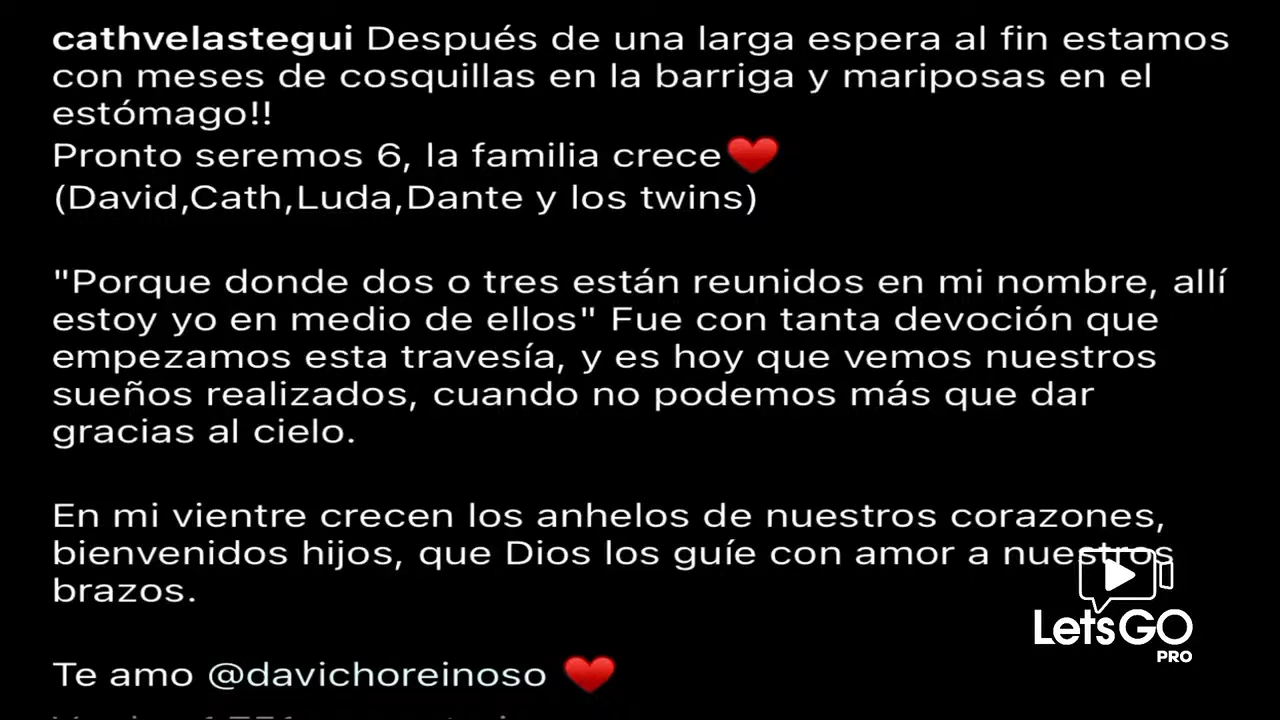 cathvelastegui Después de una larga espera al fin estamos
con meses de cosquillas en la barriga y mariposas en el
estómago!!
Pronto seremos 6, la familia crece❤️
(David,Cath,Luda,Dante y los twins)
"Porque donde dos o tres están reunidos en mi nombre, allí
estoy yo en medio de ellos" Fue con tanta devoción que
empezamos esta travesía, y es hoy que vemos nuestros
sueños realizados, cuando no podemos más que dar
gracias al cielo.
En mi vientre crecen los anhelos de nuestros corazones,
bienvenidos hijos, que Dios los guíe con amor a nuestros
brazos.
Te amo @davichoreinoso ❤️
LetsGO
PRO